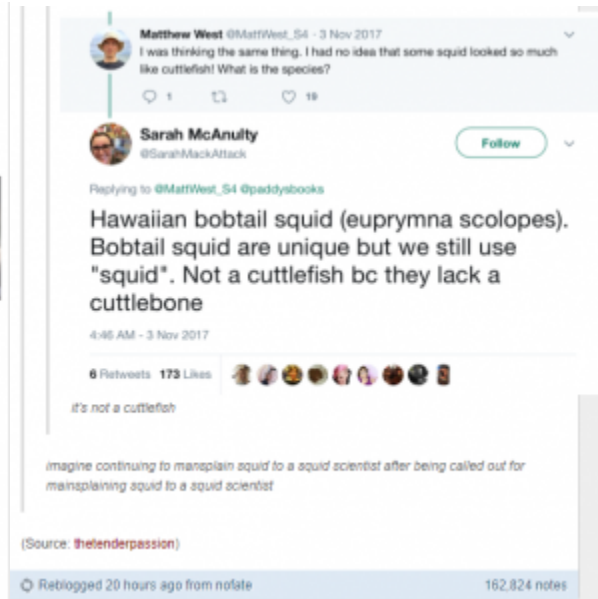 Matthew West @MattWest_S4 · 3 Nov 2017
I was thinking the same thing. I had no idea that some squid looked so much
like cuttlefish! What is the species?
1 19
Sarah McAnulty
@SarahMackAttack
Follow
Replying to @MattWest_S4 @paddysbooks
Hawaiian bobtail squid (euprymna scolopes).
Bobtail squid are unique but we still use
"squid". Not a cuttlefish bc they lack a
cuttlebone
4:46 AM - 3 Nov 2017
6 Retweets 173 Likes
it's not a cuttlefish
imagine continuing to mansplain squid to a squid scientist after being called out for
mainsplaining squid to a squid scientist
(Source: thetenderpassion)
Reblogged 20 hours ago from nofate
162,824 notes